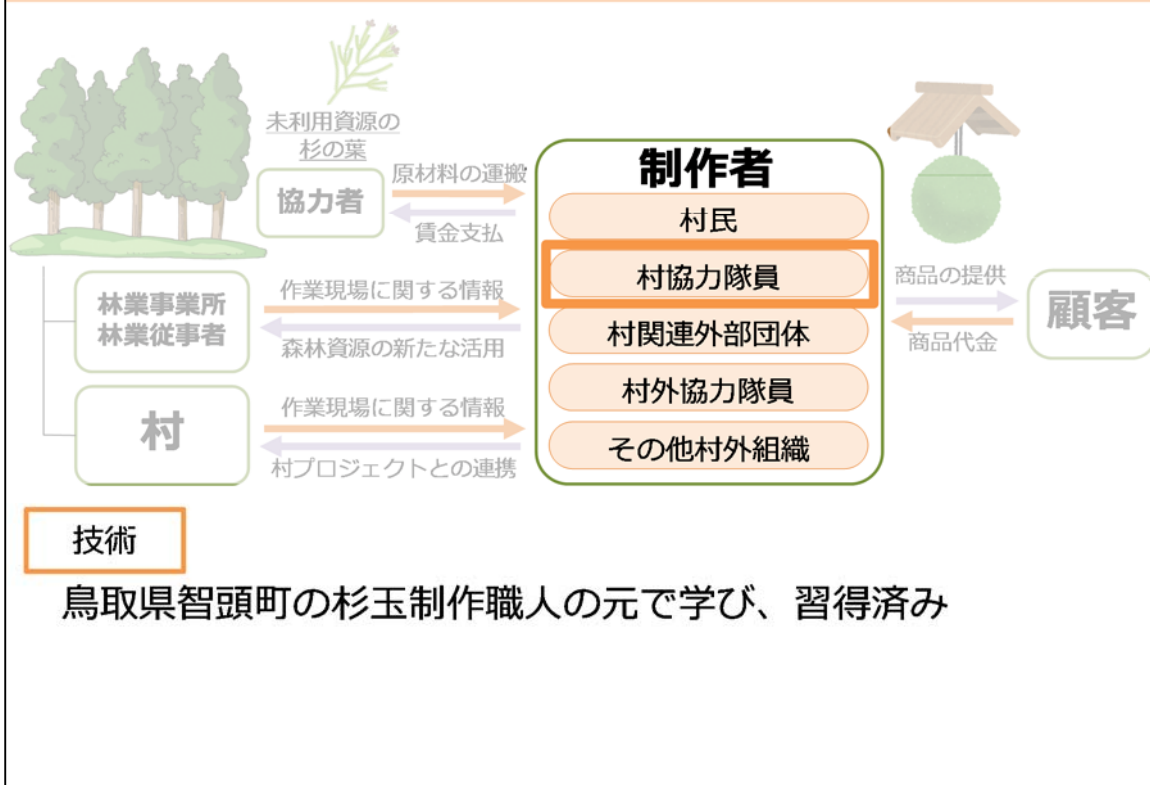 未利用資源の
杉の葉
協力者
原材料の運搬
賃金支払
林業事業所
林業従事者
作業現場に関する情報
森林資源の新たな活用
村
作業現場に関する情報
村プロジェクトとの連携
制作者
村民
村協力隊員
村関連外部団体
村外協力隊員
その他村外組織
商品の提供
商品代金
顧客
技術
鳥取県智頭町の杉玉制作職人の元で学び、習得済み